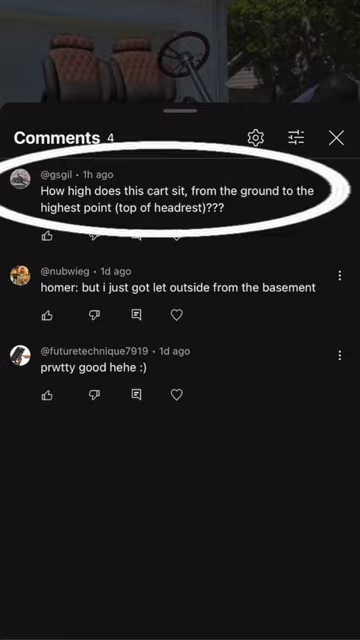 Comments 4
@gsgil • 1h ago
How high does this cart sit, from the ground to the
highest point (top of headrest)???
@nubwieg • 1d ago
homer: but i just got let outside from the basement
@futuretechnique7919 • 1d ago
prwtty good hehe :)